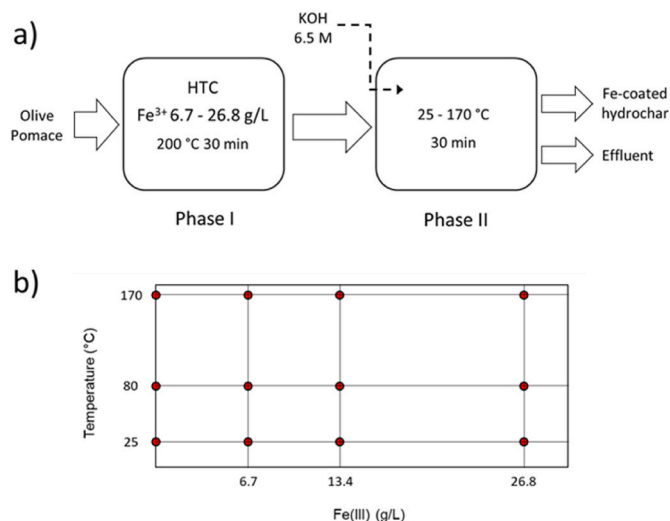 a)
KOH
6.5 M
HTC
Fe³⁺ 6.7 - 26.8 g/L
200 °C 30 min
Olive
Pomace
25 - 170 °C
30 min
Fe-coated
hydrochar
Effluent
Phase I
Phase II
b)
170
80
25
Temperature (°C)
6.7
13.4
26.8
Fe(III) (g/L)